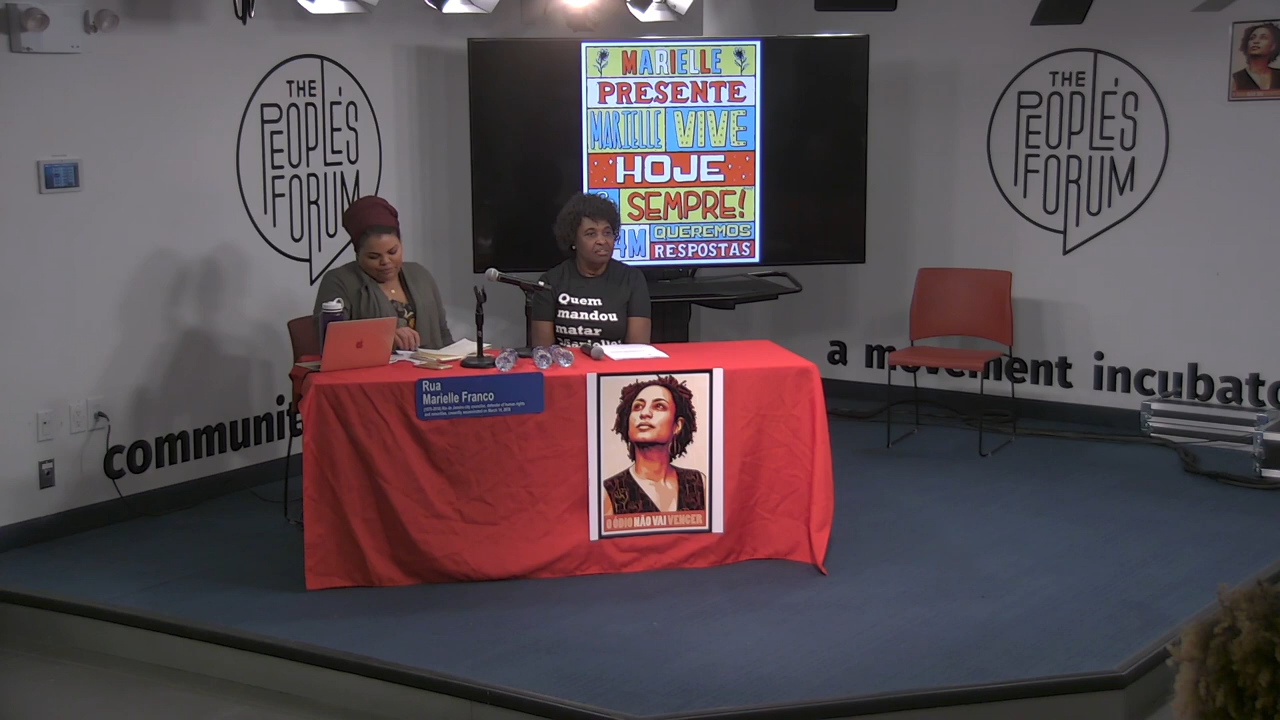 THE
PEOPLE'S
FORUM
MARIELLE
PRESENTE
MARIELLE VIVE
HOJE
SEMPRE!
4M QUEREMOS
RESPOSTAS
THE
PEOPLE'S
FORUM
Quem
mandou
matar
Rua
Marielle Franco
O ÓDIO NÃO VAI VENCER
communit
a movement incubato